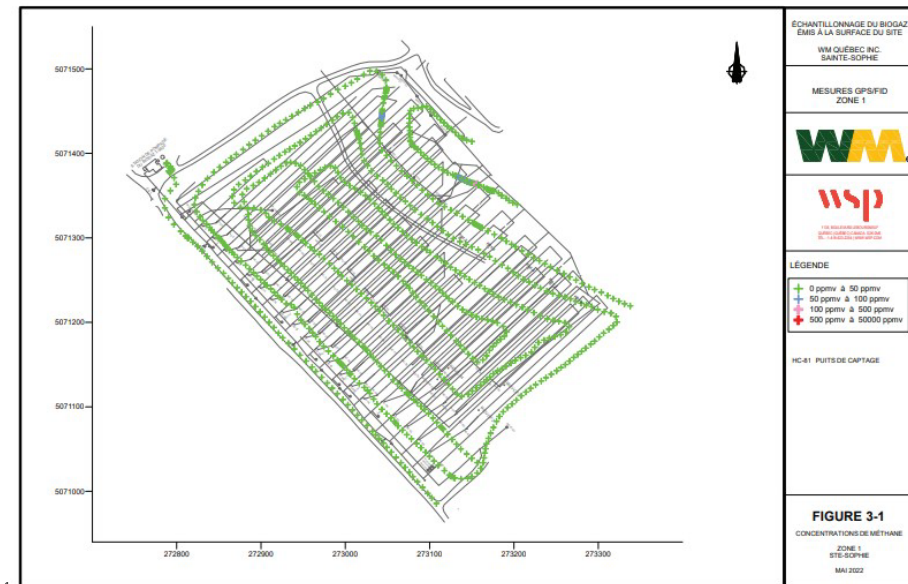 5071500
5071400
5071300
5071200
5071100
5071000
272800
272900
273000
273100
273200
273300
ÉCHANTILLONNAGE DU BIOGAZ
ÉMIS À LA SURFACE DU SITE
WM QUÉBEC INC.
SAINTE-SOPHIE
MESURES GPS/FID
ZONE 1
WM
wsp
LÉGENDE
0 ppmv à 50 ppmv
50 ppmv à 100 ppmv
100 ppmv à 500 ppmv
500 ppmv à 50000 ppmv
HC-61 PUITS DE CAPTAGE
FIGURE 3-1
CONCENTRATIONS DE MÉTHANE
ZONE 1
STE-SOPHIE
MAI 2022